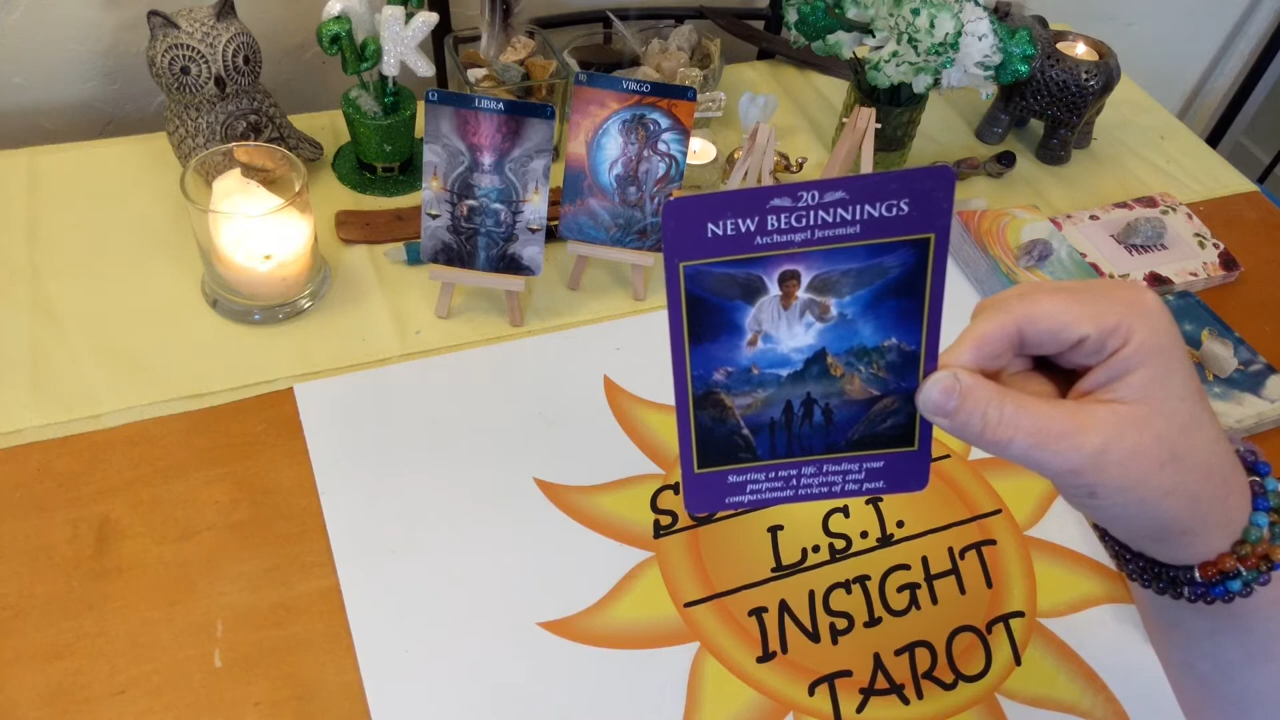 K
LIBRA
VIRGO
20
NEW BEGINNINGS
Archangel Jeremiel
Starting a new life. Finding your
purpose. A forgiving and
compassionate review of the past.
PRAYER
L.S.I.
INSIGHT
TAROT